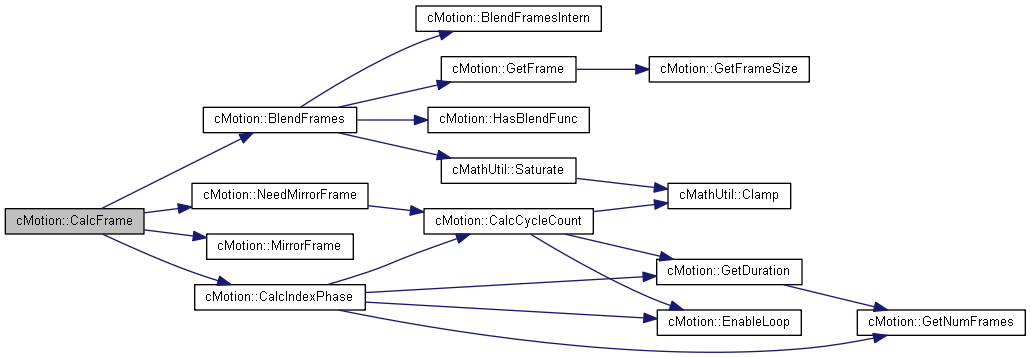 cMotion::BlendFramesIntern
cMotion::GetFrame
cMotion::GetFrameSize
cMotion::BlendFrames
cMotion::HasBlendFunc
cMathUtil::Saturate
cMotion::NeedMirrorFrame
cMathUtil::Clamp
cMotion::CalcFrame
cMotion::CalcCycleCount
cMotion::MirrorFrame
cMotion::GetDuration
cMotion::CalcIndexPhase
cMotion::EnableLoop
cMotion::GetNumFrames